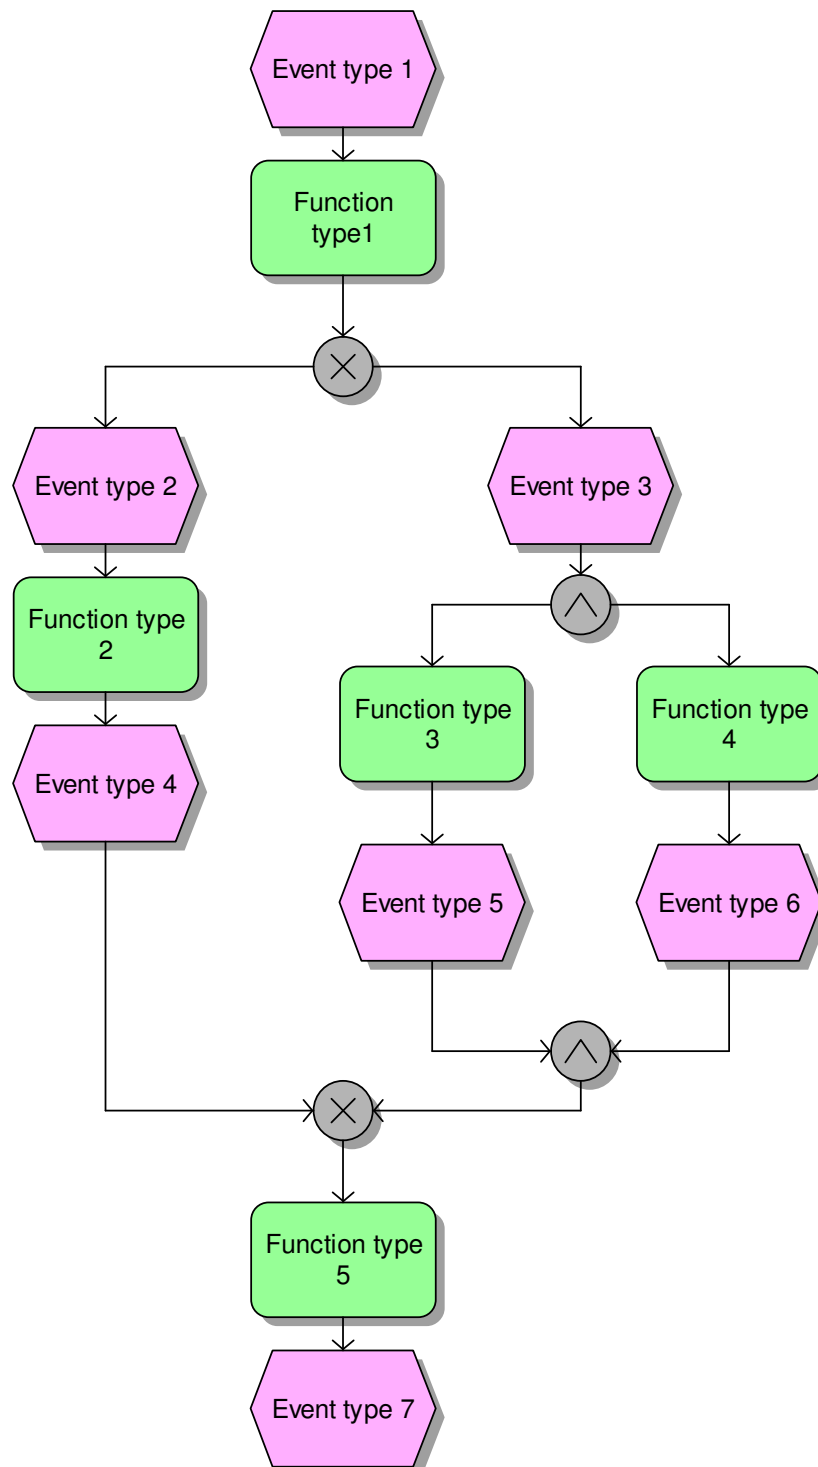 Event type 1
Function
type1
Event type 2
Event type 3
Function type
2
Function type
3
Function type
4
Event type 4
Event type 5
Event type 6
Function type
5
Event type 7